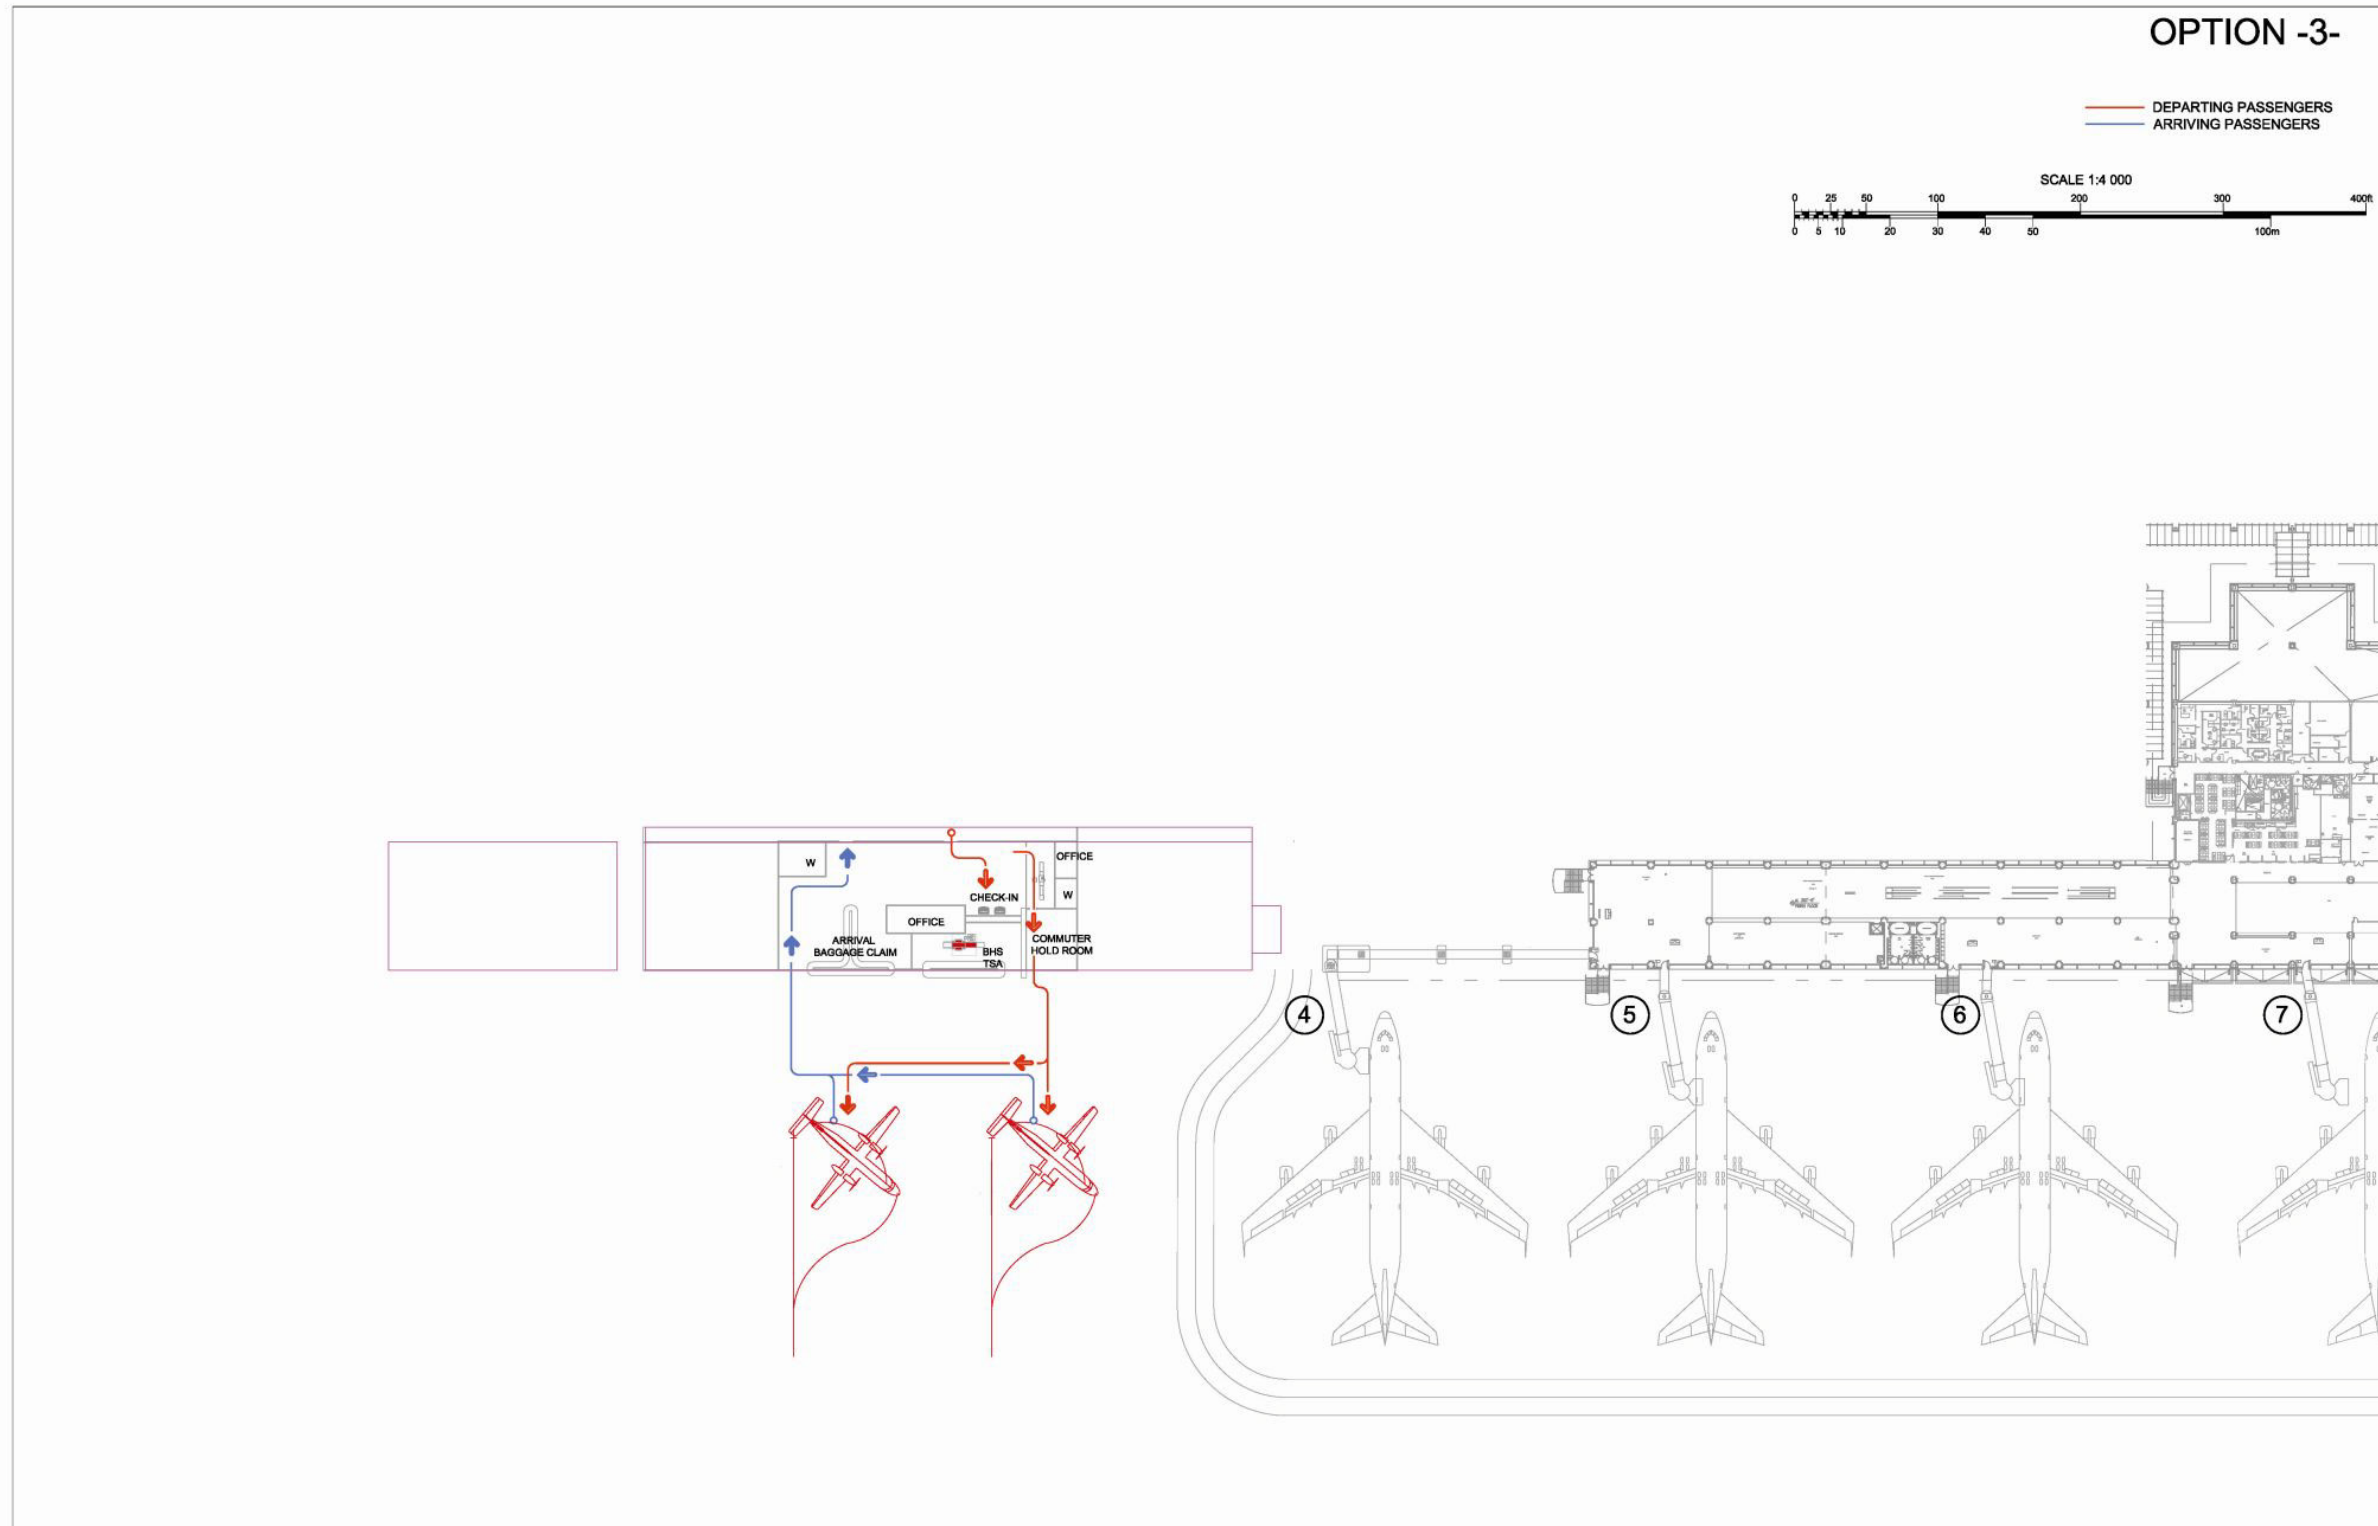 OPTION -3-
DEPARTING PASSENGERS
ARRIVING PASSENGERS
SCALE 1:4 000
0 25 50 100 200 300 400ft
0 5 10 20 30 40 50 100m
W
OFFICE
CHECK-IN
W
OFFICE
ARRIVAL
BAGGAGE CLAIM
BHS
TSA
COMMUTER
HOLD ROOM
4
5
6
7